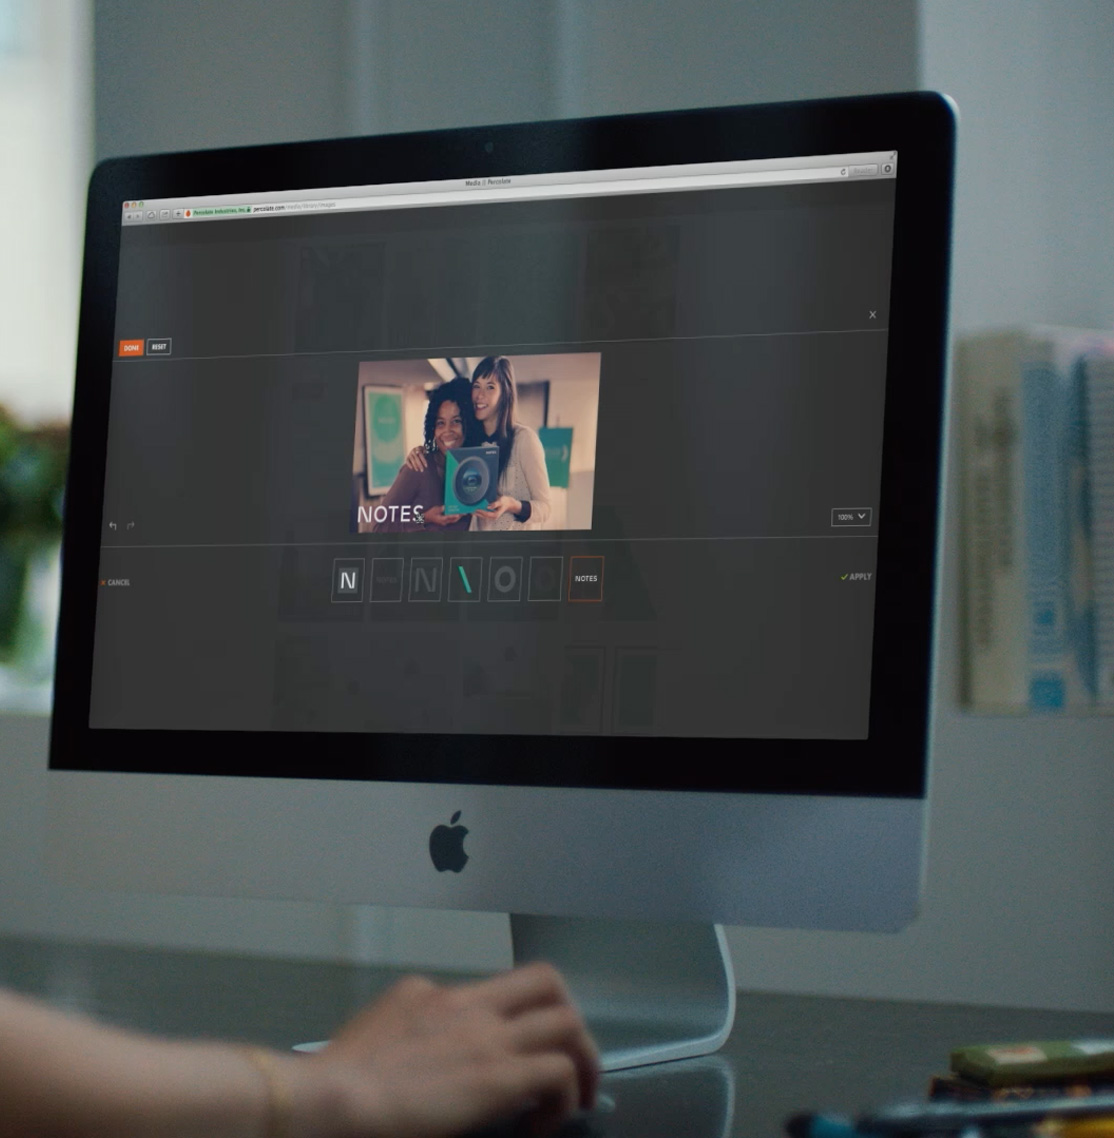 Media @ Percolate
Percolate Industries, Inc. percolate.com/media/library/images
X
DONE RESET
NOTES
100%
CANCEL
N N \ O NOTES
APPLY